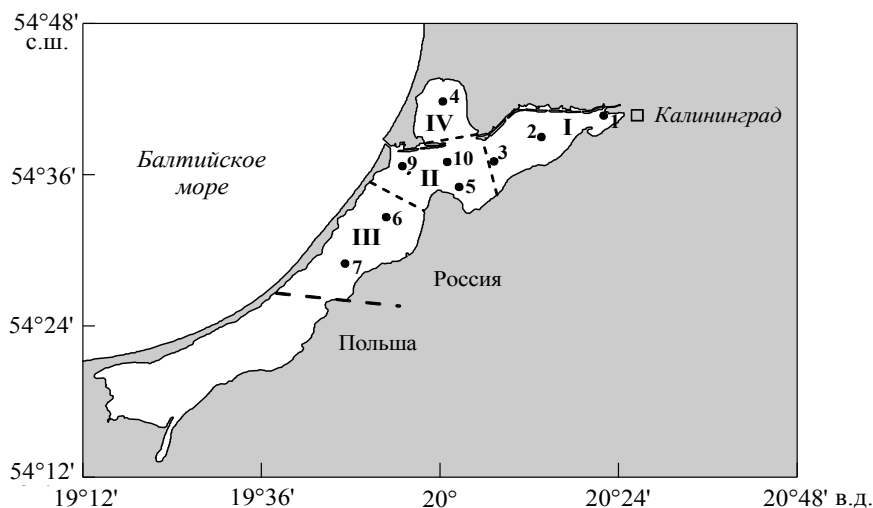 54°48'
с.ш.
4
IV
Калининград
I
1
2
Балтийское
море
3
10
9
54°36'
II
5
6
III
7
Россия
54°24'
Польша
54°12'
19°12'
19°36'
20°
20°24'
20°48' в.д.